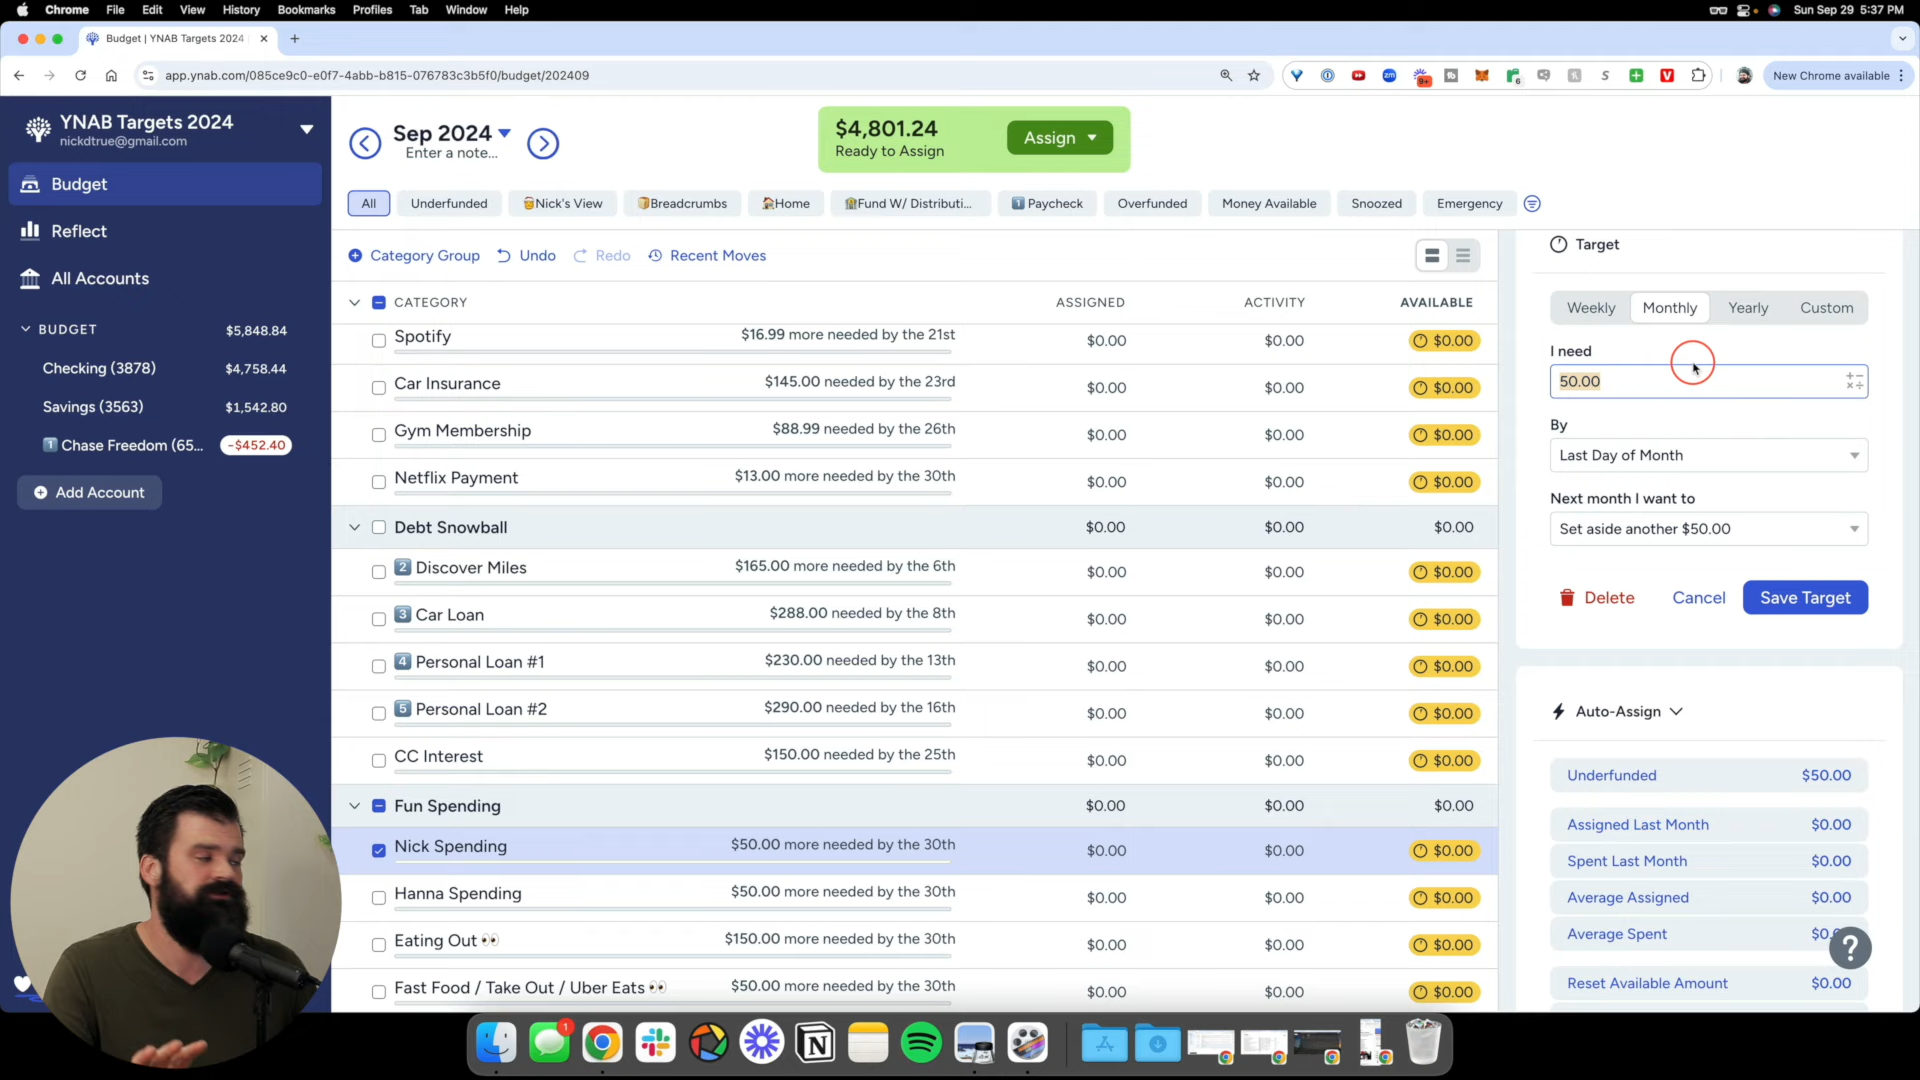 Chrome File Edit View History Bookmarks Profiles Tab Window Help
Sun Sep 29 5:37 PM
Budget | YNAB Targets 2024
app.ynab.com/085ce9c0-e0f7-4abb-b815-076783c3b5f0/budget/202409
New Chrome available
YNAB Targets 2024
nickdtrue@gmail.com
Budget
Reflect
All Accounts
BUDGET $5,848.84
Checking (3878) $4,758.44
Savings (3563) $1,542.80
1 Chase Freedom (65... -$452.40
Add Account
Sep 2024
Enter a note...
$4,801.24
Ready to Assign
Assign
All Underfunded Nick's View Breadcrumbs Home Fund W/ Distributi... 1 Paycheck Overfunded Money Available Snoozed Emergency
Category Group Undo Redo Recent Moves
CATEGORY ASSIGNED ACTIVITY AVAILABLE
Spotify $16.99 more needed by the 21st $0.00 $0.00 $0.00
Car Insurance $145.00 needed by the 23rd $0.00 $0.00 $0.00
Gym Membership $88.99 needed by the 26th $0.00 $0.00 $0.00
Netflix Payment $13.00 more needed by the 30th $0.00 $0.00 $0.00
Debt Snowball $0.00 $0.00 $0.00
2 Discover Miles $165.00 more needed by the 6th $0.00 $0.00 $0.00
3 Car Loan $288.00 needed by the 8th $0.00 $0.00 $0.00
4 Personal Loan #1 $230.00 needed by the 13th $0.00 $0.00 $0.00
5 Personal Loan #2 $290.00 needed by the 16th $0.00 $0.00 $0.00
CC Interest $150.00 needed by the 25th $0.00 $0.00 $0.00
Fun Spending $0.00 $0.00 $0.00
Nick Spending $50.00 more needed by the 30th $0.00 $0.00 $0.00
Hanna Spending $50.00 more needed by the 30th $0.00 $0.00 $0.00
Eating Out 👀 $150.00 more needed by the 30th $0.00 $0.00 $0.00
Fast Food / Take Out / Uber Eats 👀 $50.00 more needed by the 30th $0.00 $0.00 $0.00
Target
Weekly Monthly Yearly Custom
I need
50.00
By
Last Day of Month
Next month I want to
Set aside another $50.00
Delete Cancel Save Target
Auto-Assign
Underfunded $50.00
Assigned Last Month $0.00
Spent Last Month $0.00
Average Assigned $0.00
Average Spent $0.
?
Reset Available Amount $0.00